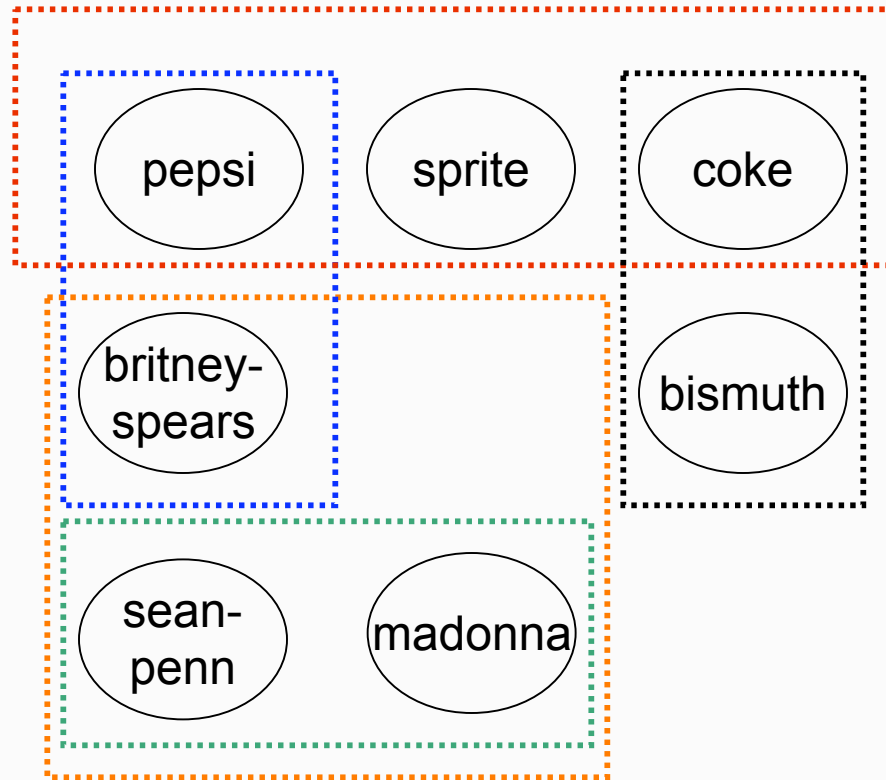 pepsi
sprite
coke
britney-
spears
bismuth
sean-
penn
madonna